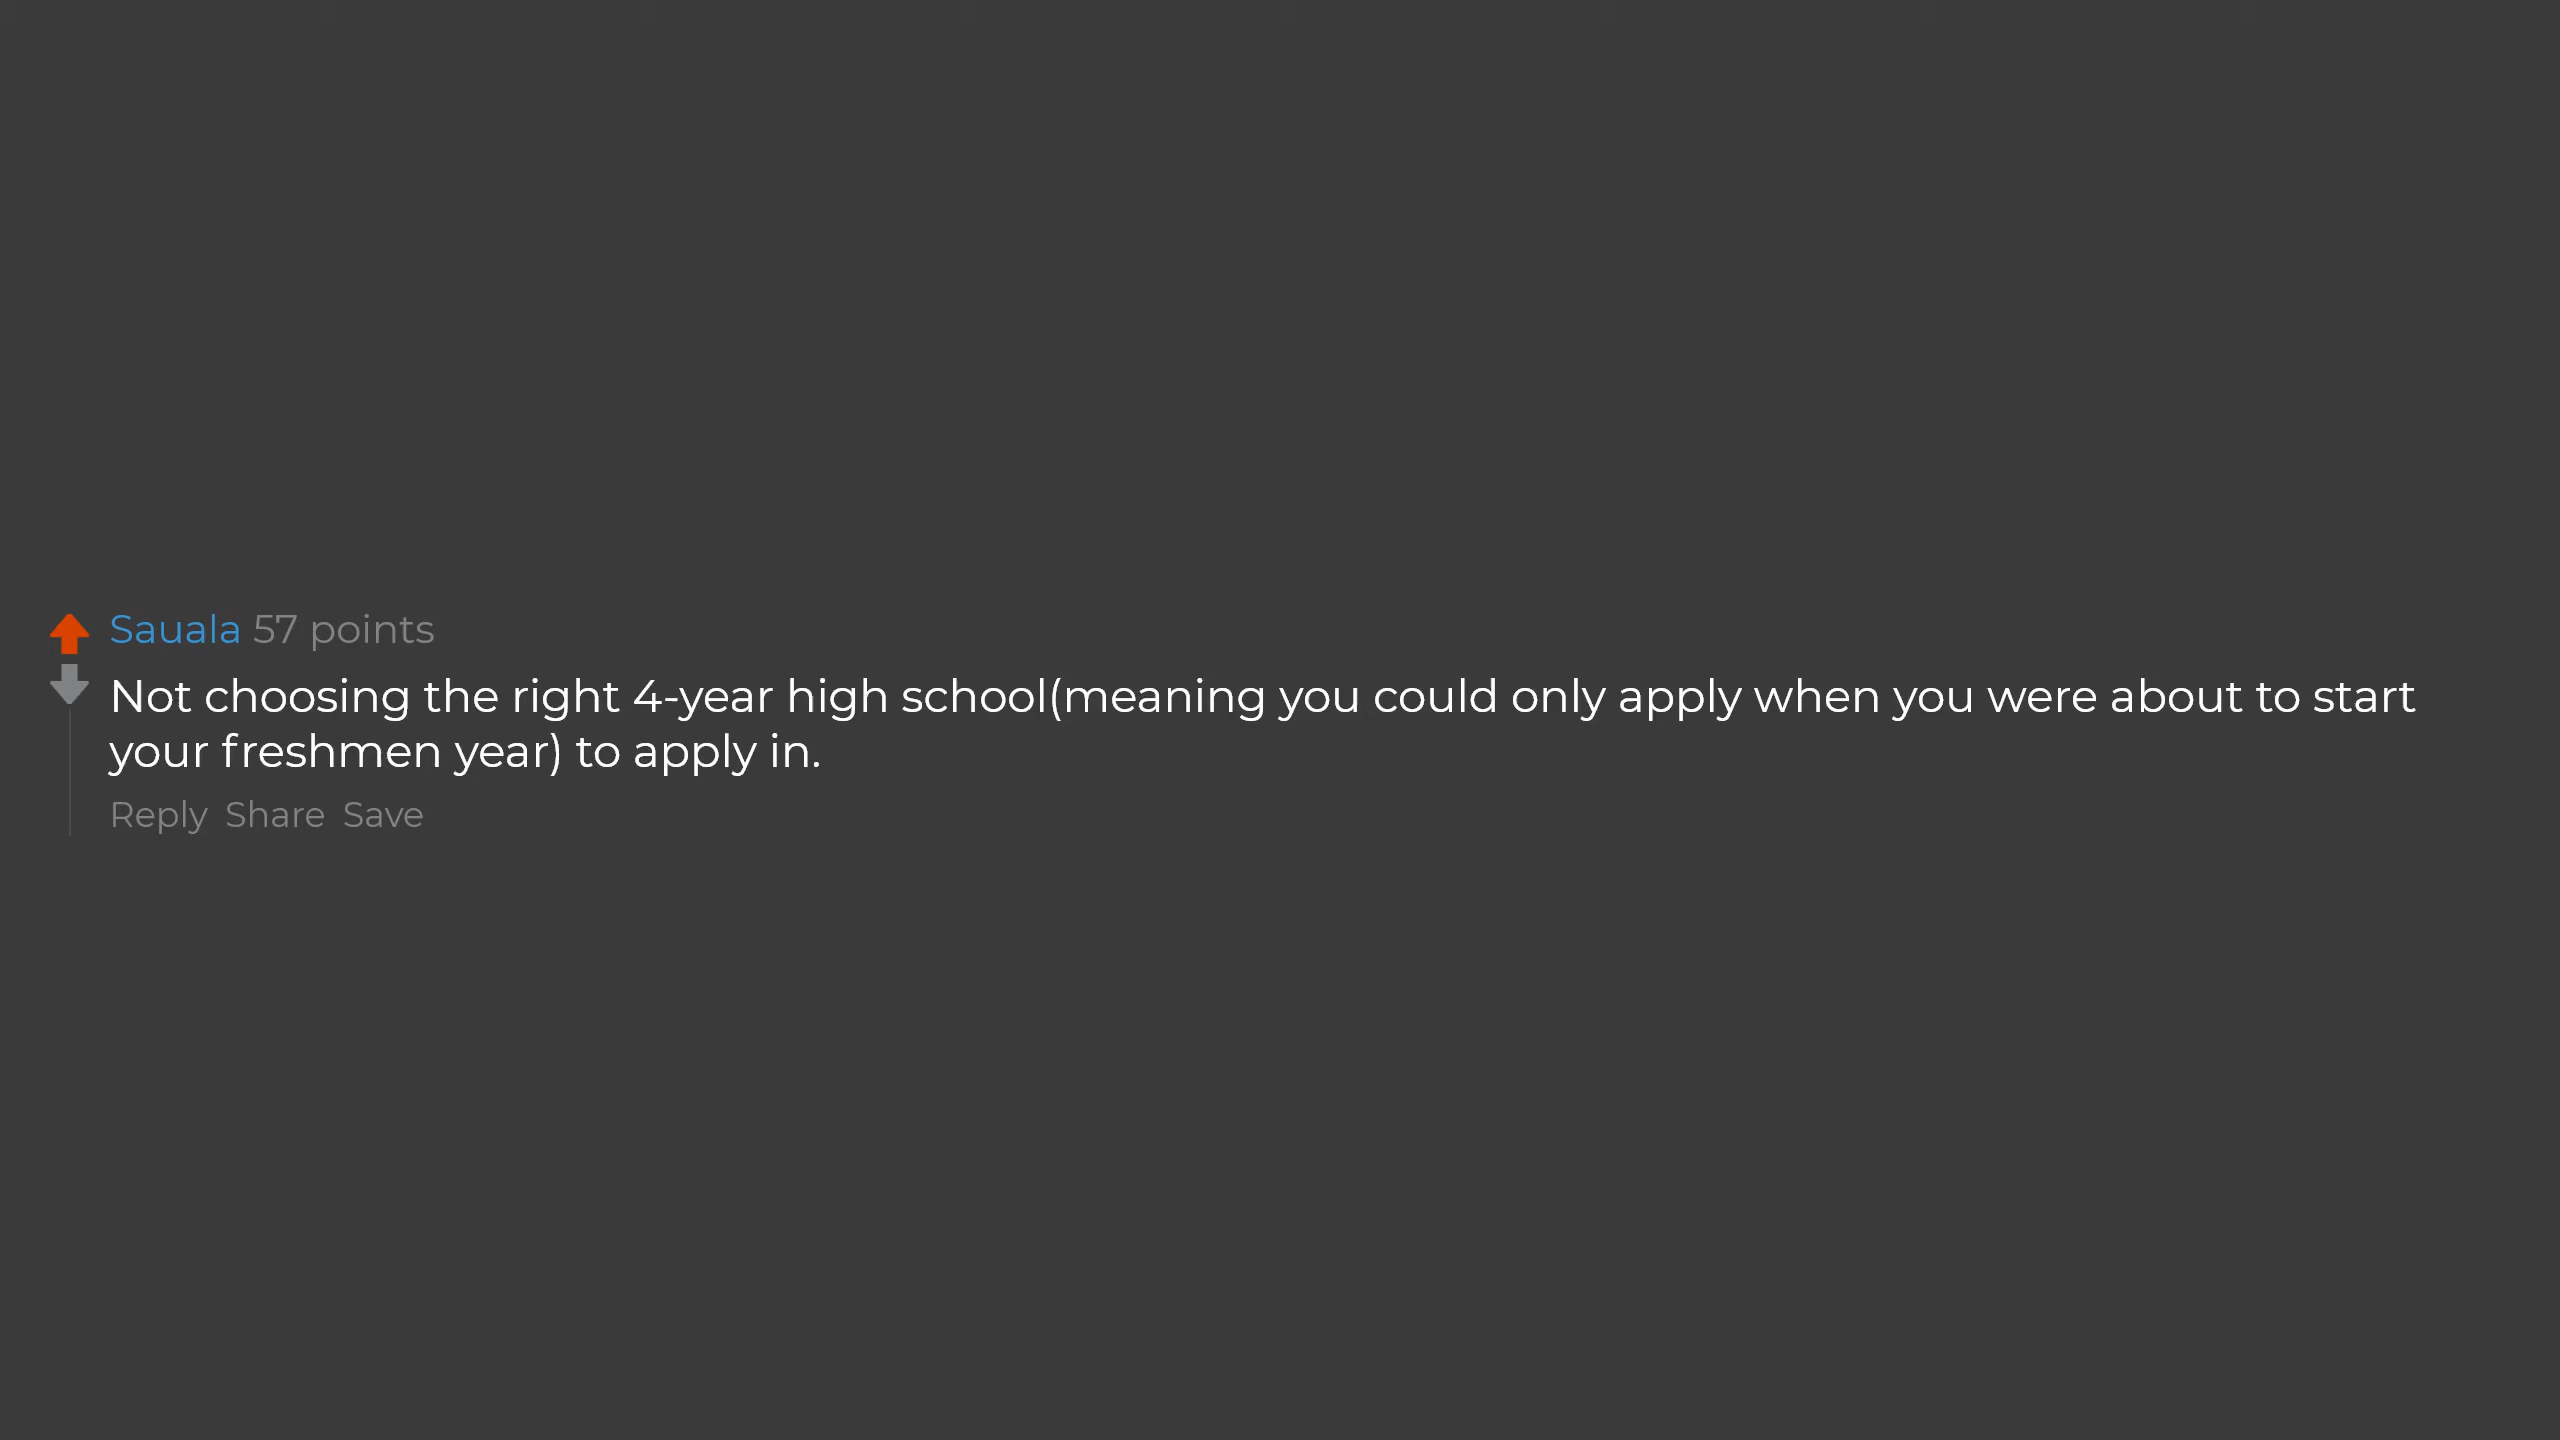 Sauala 57 points
Not choosing the right 4-year high school(meaning you could only apply when you were about to start
your freshmen year) to apply in.
Reply Share Save